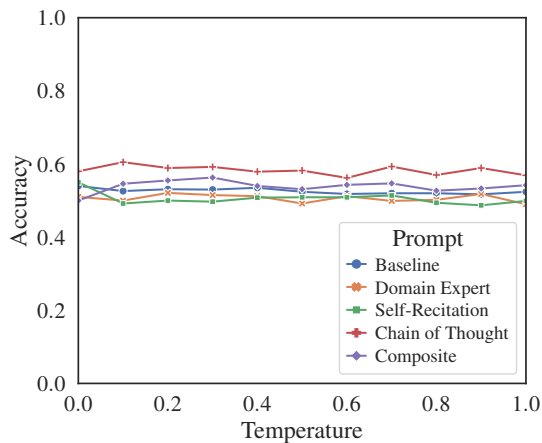 Accuracy
1.0
0.8
0.6
0.4
0.2
0.0
Prompt
Baseline
Domain Expert
Self-Recitation
Chain of Thought
Composite
0.0 0.2 0.4 0.6 0.8 1.0
Temperature